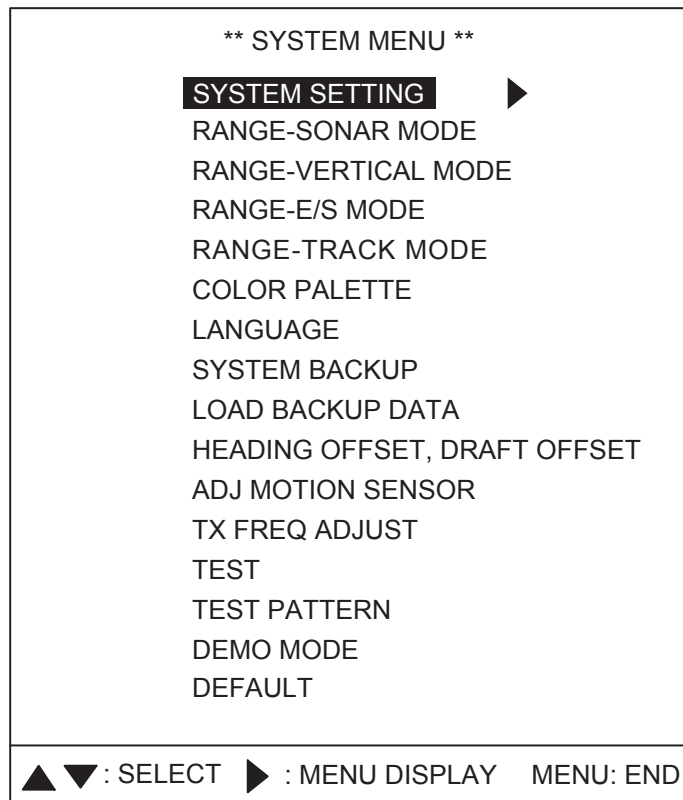 ** SYSTEM MENU **
SYSTEM SETTING ▶
RANGE-SONAR MODE
RANGE-VERTICAL MODE
RANGE-E/S MODE
RANGE-TRACK MODE
COLOR PALETTE
LANGUAGE
SYSTEM BACKUP
LOAD BACKUP DATA
HEADING OFFSET, DRAFT OFFSET
ADJ MOTION SENSOR
TX FREQ ADJUST
TEST
TEST PATTERN
DEMO MODE
DEFAULT
▲ ▼: SELECT ▶ : MENU DISPLAY MENU: END